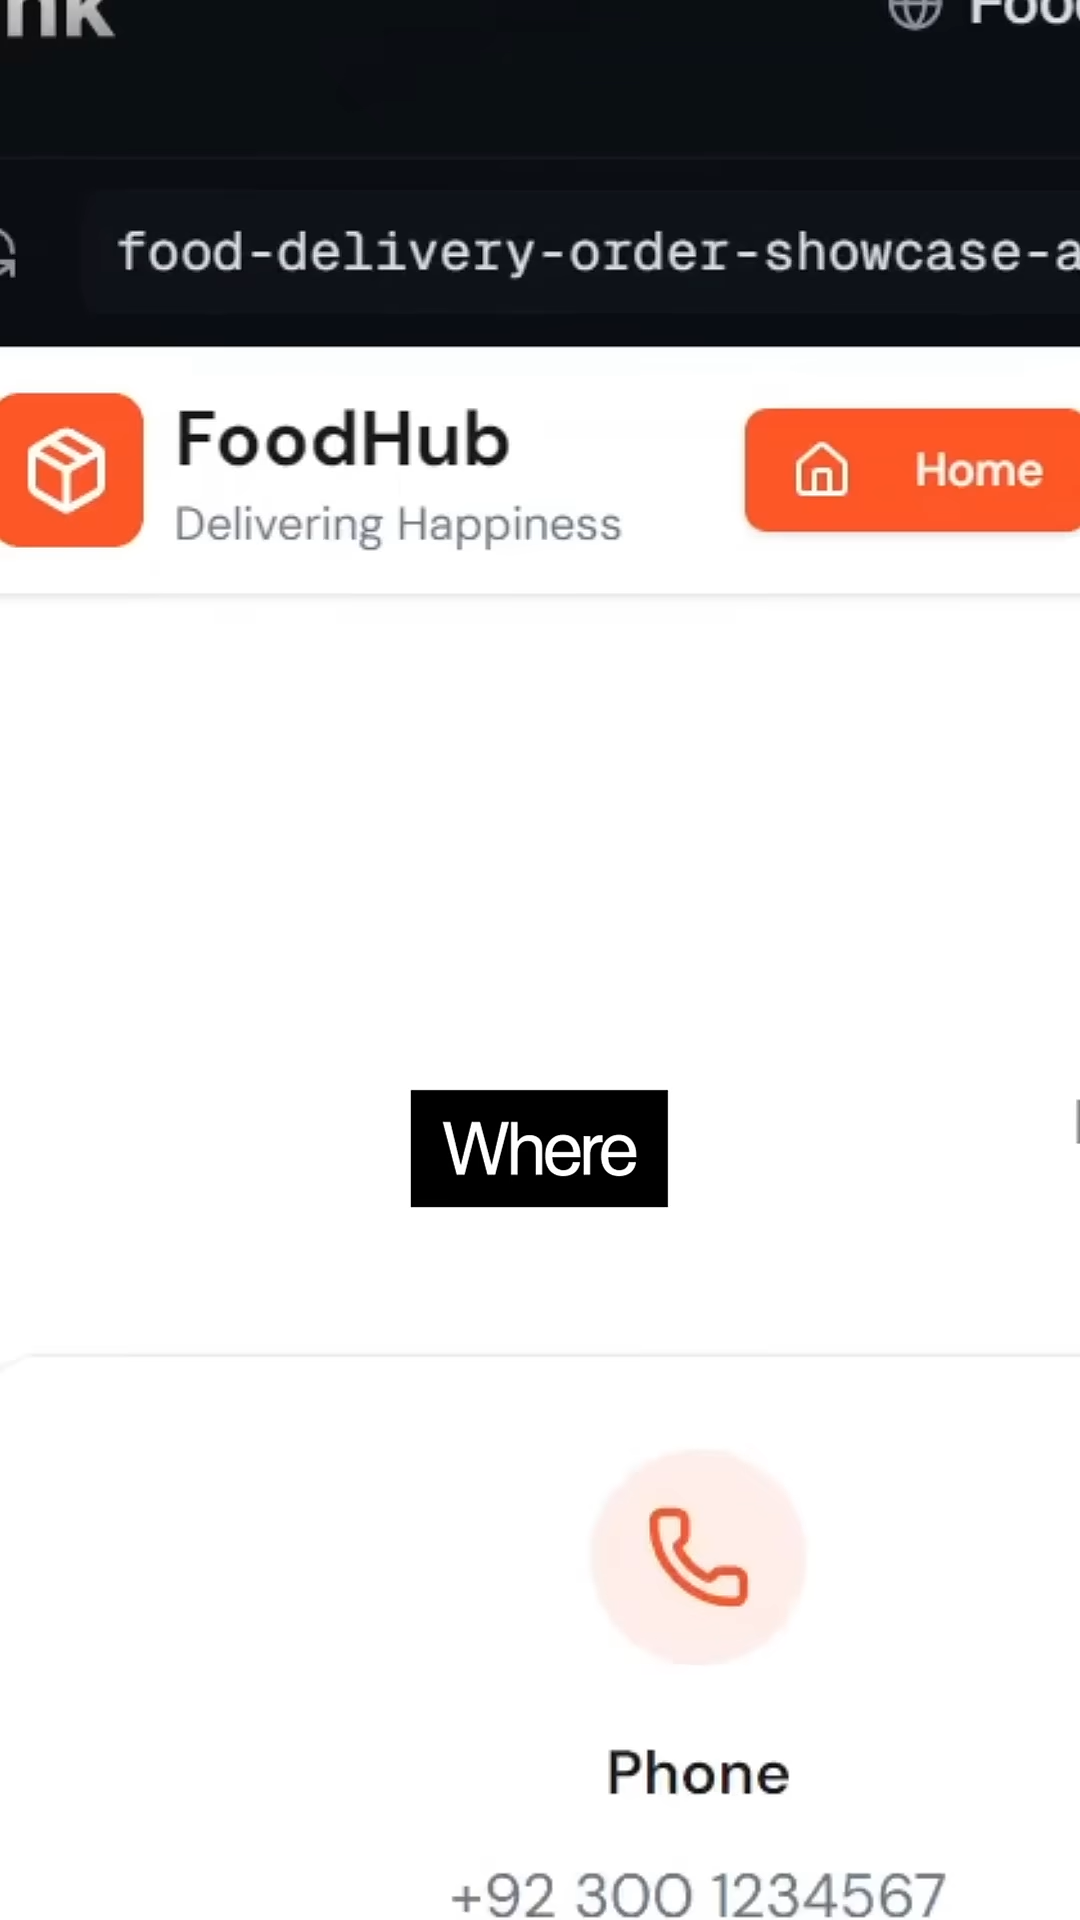 food-delivery-order-showcase-a
FoodHub
Delivering Happiness
Home
Where
Phone
+92 300 1234567